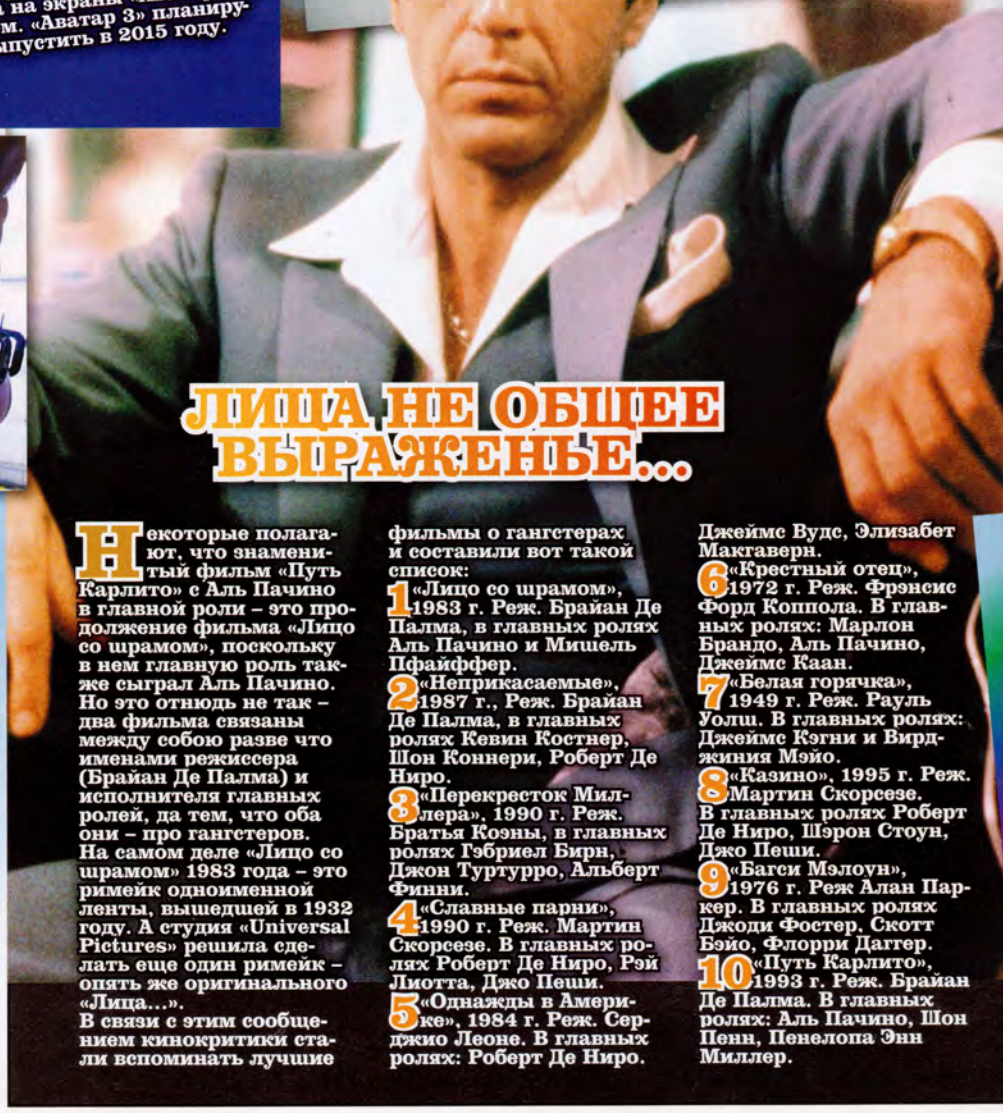 на экраны
м. «Аватар 3» планиру-
ыпустить в 2015 году.
ЛИЦА НЕ ОБЩЕЕ
ВЫРАЖЕНЬЕ...
Некоторые полага-
ют, что знамени-
тый фильм «Путь
Карлито» с Аль Пачино
в главной роли – это про-
должение фильма «Лицо
со шрамом», поскольку
в нем главную роль так-
же сыграл Аль Пачино.
Но это отнюдь не так –
два фильма связаны
между собою разве что
именами режиссера
(Брайан Де Палма) и
исполнителя главных
ролей, да тем, что оба
они – про гангстеров.
На самом деле «Лицо со
шрамом» 1983 года – это
римейк одноименной
ленты, вышедшей в 1932
году. А студия «Universal
Pictures» решила сде-
лать еще один римейк –
опять же оригинального
«Лица...».
В связи с этим сообще-
нием кинокритики ста-
ли вспоминать лучшие
фильмы о гангстерах
и составили вот такой
список:
1 «Лицо со шрамом»,
1983 г. Реж. Брайан Де
Палма, в главных ролях
Аль Пачино и Мишель
Пфайффер.
2 «Неприкасаемые»,
1987 г., Реж. Брайан
Де Палма, в главных
ролях Кевин Костнер,
Шон Коннери, Роберт Де
Ниро.
3 «Перекресток Мил-
лера», 1990 г. Реж.
Братья Коэны, в главных
ролях Гэбриел Бирн,
Джон Туртурро, Альберт
Финни.
4 «Славные парни»,
1990 г. Реж. Мартин
Скорсезе. В главных ро-
лях Роберт Де Ниро, Рэй
Лиотта, Джо Пеши.
5 «Однажды в Амери-
ке», 1984 г. Реж. Сер-
джио Леоне. В главных
ролях: Роберт Де Ниро.
Джеймс Вудс, Элизабет
Макгаверн.
6 «Крестный отец»,
1972 г. Реж. Фрэнсис
Форд Коппола. В глав-
ных ролях: Марлон
Брандо, Аль Пачино,
Джеймс Каан.
7 «Белая горячка»,
1949 г. Реж. Рауль
Уолш. В главных ролях:
Джеймс Кэгни и Вирд-
жиния Мэйо.
8 «Казино», 1995 г. Реж.
Мартин Скорсезе.
В главных ролях Роберт
Де Ниро, Шэрон Стоун,
Джо Пеши.
9 «Багси Мэлоун»,
1976 г. Реж Алан Пар-
кер. В главных ролях
Джоди Фостер, Скотт
Бэйо, Флорри Даггер.
10 «Путь Карлито»,
1993 г. Реж. Брайан
Де Палма. В главных
ролях: Аль Пачино, Шон
Пенн, Пенелопа Энн
Миллер.